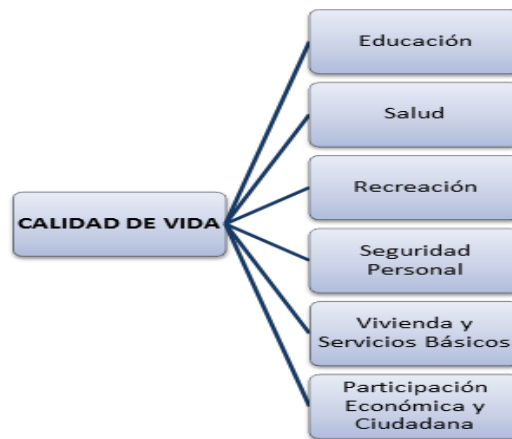 CALIDAD DE VIDA
Educación
Salud
Recreación
Seguridad
Personal
Vivienda y
Servicios Básicos
Participación
Económica y
Ciudadana